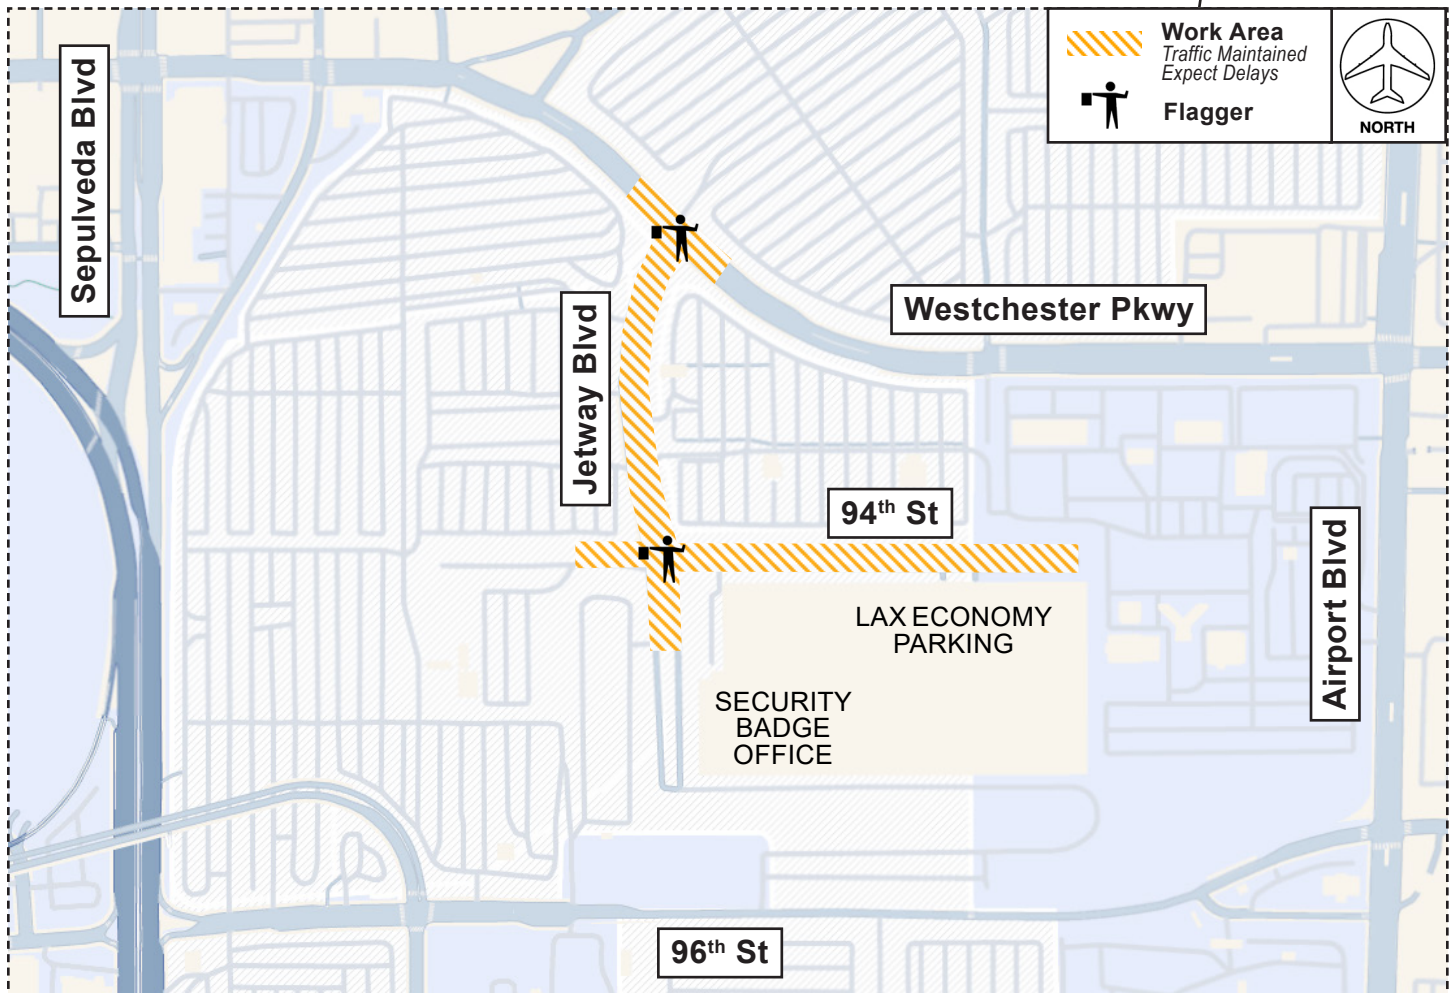 Work Area
Traffic Maintained
Expect Delays
Flagger
NORTH
Sepulveda Blvd
Westchester Pkwy
Jetway Blvd
94th St
Airport Blvd
LAX ECONOMY
PARKING
SECURITY
BADGE
OFFICE
96th St